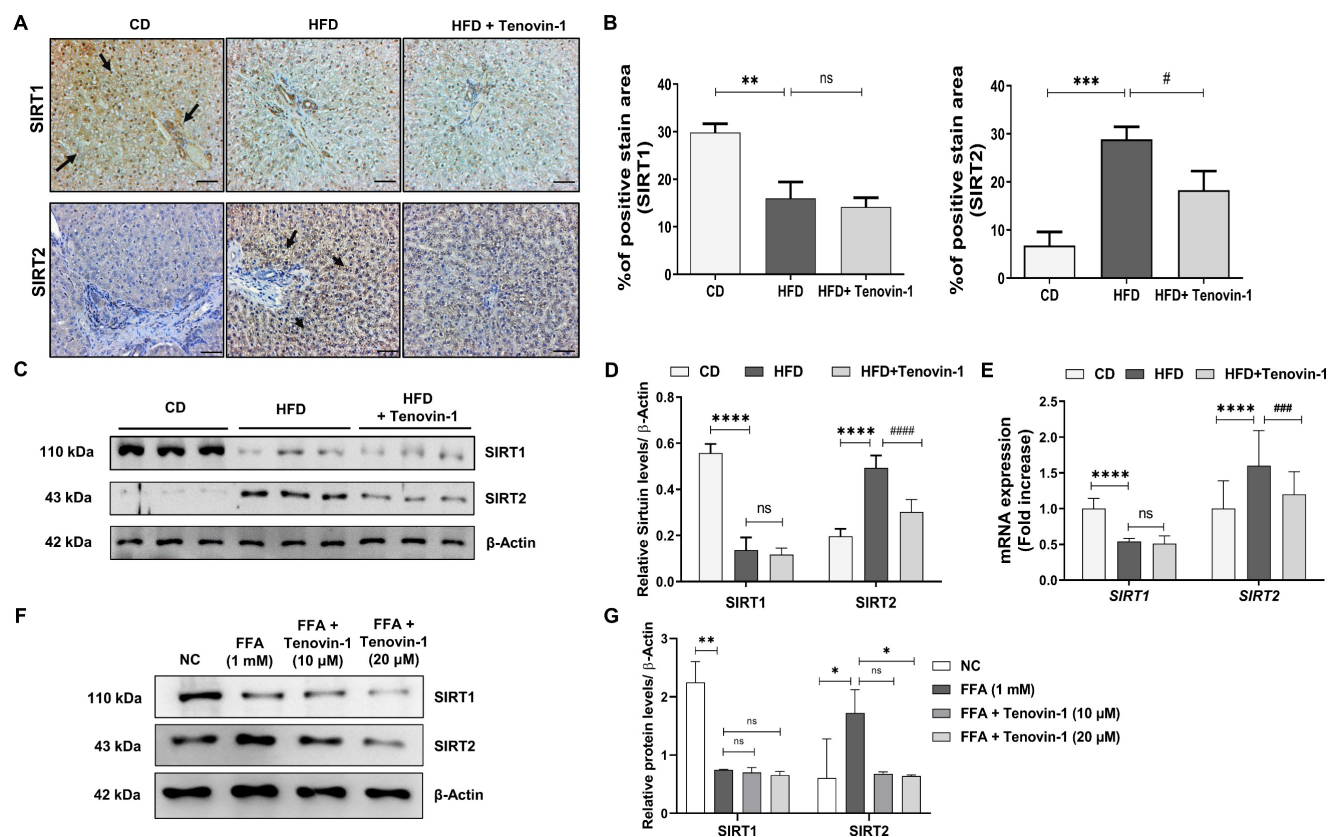 A
CD
HFD
HFD + Tenovin-1
SIRT1
SIRT2
B
%of positive stain area
(SIRT1)
40
30
20
10
0
**
ns
CD
HFD
HFD+ Tenovin-1
%of positive stain area
(SIRT2)
40
30
20
10
0
***
#
CD
HFD
HFD+ Tenovin-1
C
CD
HFD
HFD
+ Tenovin-1
110 kDa
SIRT1
43 kDa
SIRT2
42 kDa
β-Actin
D
CD
HFD
HFD+Tenovin-1
Relative Sirtuin levels/ β-Actin
0.8
0.6
0.4
0.2
0.0
****
ns
****
####
SIRT1
SIRT2
E
CD
HFD
HFD+Tenovin-1
mRNA expression
(Fold increase)
2.5
2.0
1.5
1.0
0.5
0.0
****
ns
****
###
SIRT1
SIRT2
F
NC
FFA
(1 mM)
FFA +
Tenovin-1
(10 μM)
FFA +
Tenovin-1
(20 μM)
110 kDa
SIRT1
43 kDa
SIRT2
42 kDa
β-Actin
G
Relative protein levels/ β-Actin
3
2
1
0
**
ns
ns
*
ns
*
SIRT1
SIRT2
NC
FFA (1 mM)
FFA + Tenovin-1 (10 μM)
FFA + Tenovin-1 (20 μM)